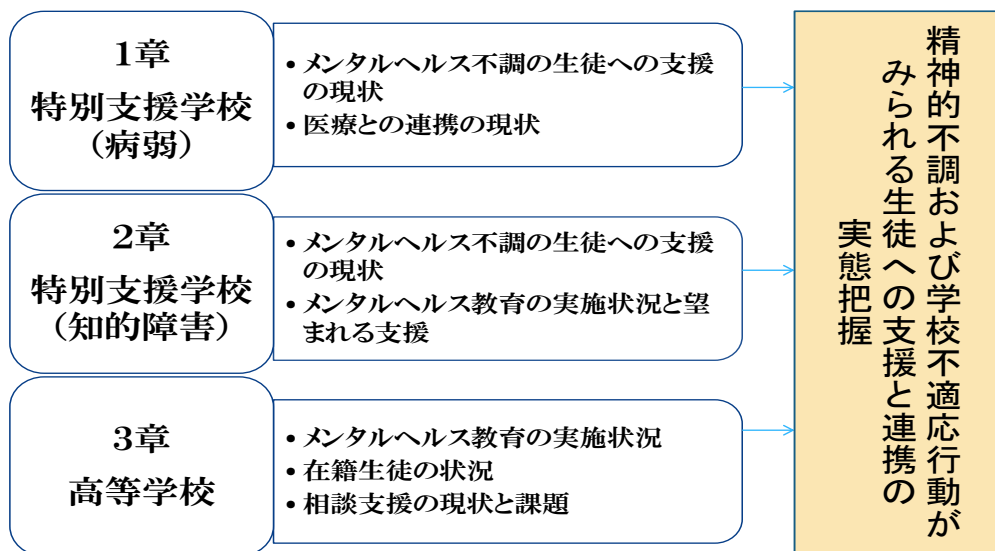 1章
特別支援学校
(病弱)
•メンタルヘルス不調の生徒への支援
の現状
•医療との連携の現状
2章
特別支援学校
(知的障害)
•メンタルヘルス不調の生徒への支援
の現状
•メンタルヘルス教育の実施状況と望
まれる支援
3章
高等学校
•メンタルヘルス教育の実施状況
•在籍生徒の状況
•相談支援の現状と課題
精神的不調および学校不適応行動が
みられる生徒への支援と連携の
実態把握